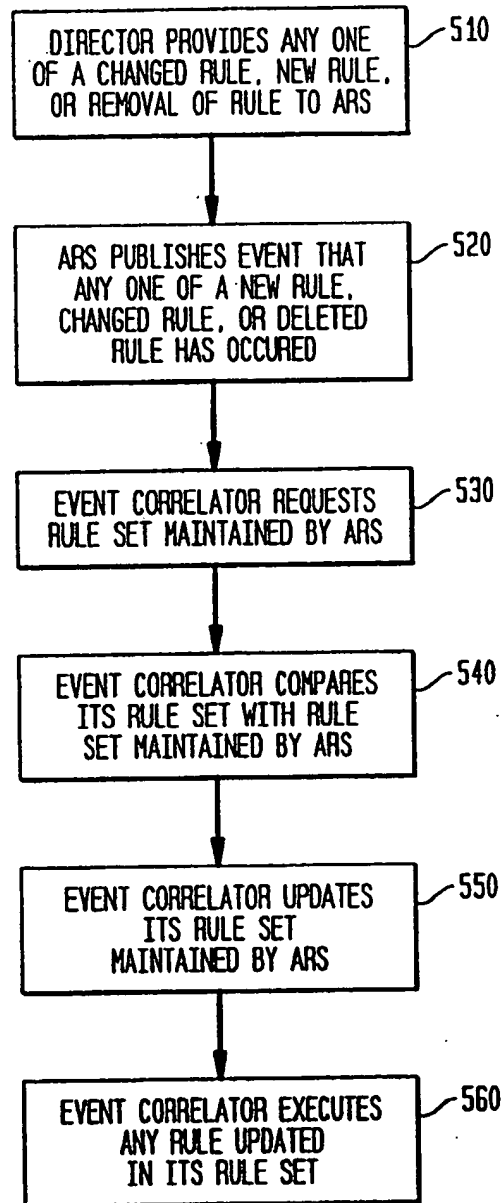 DIRECTOR PROVIDES ANY ONE
OF A CHANGED RULE, NEW RULE,
OR REMOVAL OF RULE TO ARS
510
ARS PUBLISHES EVENT THAT
ANY ONE OF A NEW RULE,
CHANGED RULE, OR DELETED
RULE HAS OCCURED
520
EVENT CORRELATOR REQUESTS
RULE SET MAINTAINED BY ARS
530
EVENT CORRELATOR COMPARES
ITS RULE SET WITH RULE
SET MAINTAINED BY ARS
540
EVENT CORRELATOR UPDATES
ITS RULE SET
MAINTAINED BY ARS
550
EVENT CORRELATOR EXECUTES
ANY RULE UPDATED
IN ITS RULE SET
560